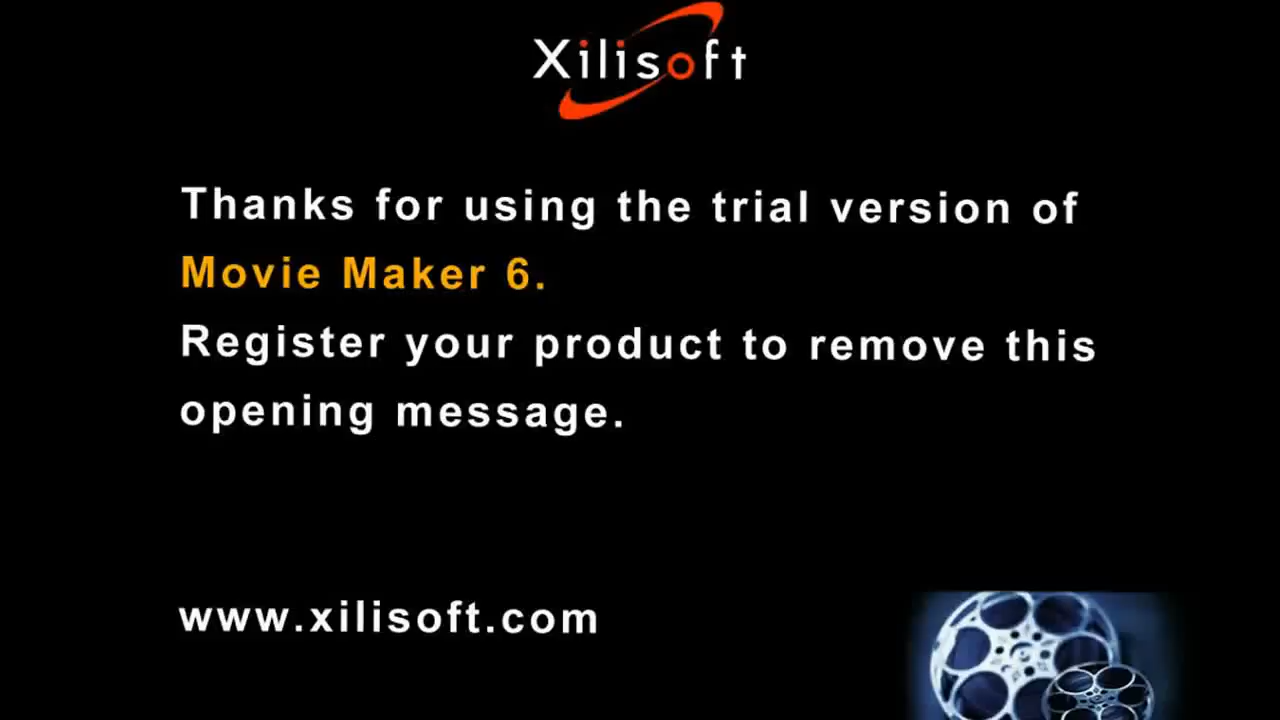 Xilisoft
Thanks for using the trial version of
Movie Maker 6.
Register your product to remove this
opening message.
www.xilisoft.com